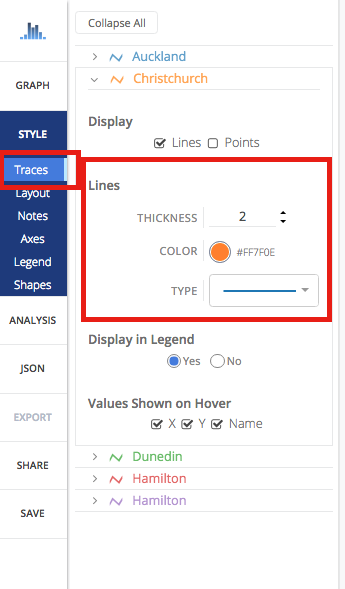 Collapse All
GRAPH
STYLE
Traces
Layout
Notes
Axes
Legend
Shapes
ANALYSIS
JSON
EXPORT
SHARE
SAVE
Auckland
Christchurch
Display
Lines Points
Lines
THICKNESS 2
COLOR #FF7F0E
TYPE
Display in Legend
Yes No
Values Shown on Hover
X Y Name
Dunedin
Hamilton
Hamilton